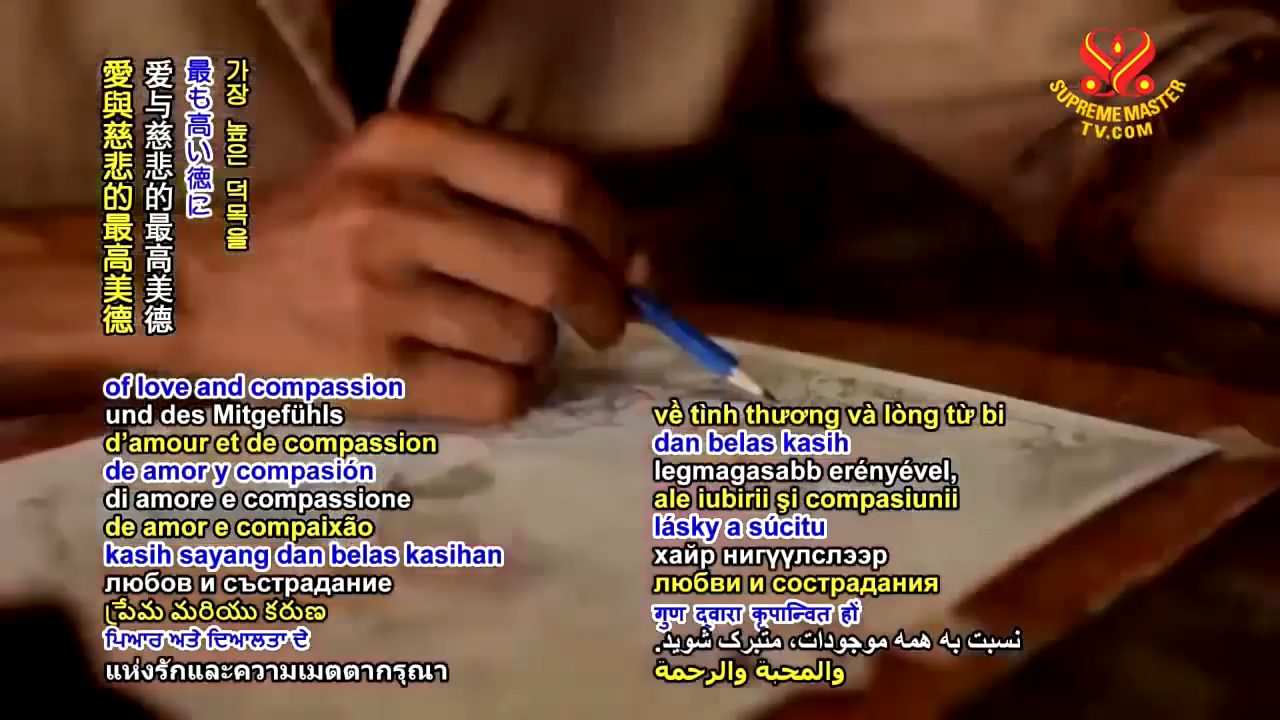 가장 높은 덕목을
最も高い徳に
爱与慈悲的最高美德
愛與慈悲的最高美德
SUPREME MASTER
TV.COM
of love and compassion
und des Mitgefühls
d'amour et de compassion
de amor y compasión
di amore e compassione
de amor e compaixão
kasih sayang dan belas kasihan
любов и състрадание
ప్రేమ మరియు కరుణ
ਪਿਆਰ ਅਤੇ ਦਿਆਲਤਾ ਦੇ
แห่งรักและความเมตตากรุณา
về tình thương và lòng từ bi
dan belas kasih
legmagasabb erényével,
ale iubirii şi compasiunii
lásky a súcitu
хайр нигүүлслээр
любви и сострадания
गुण द्वारा कृपान्वित हों
نسبت به همه موجودات، متبرک شوید.
والمحبة والرحمة